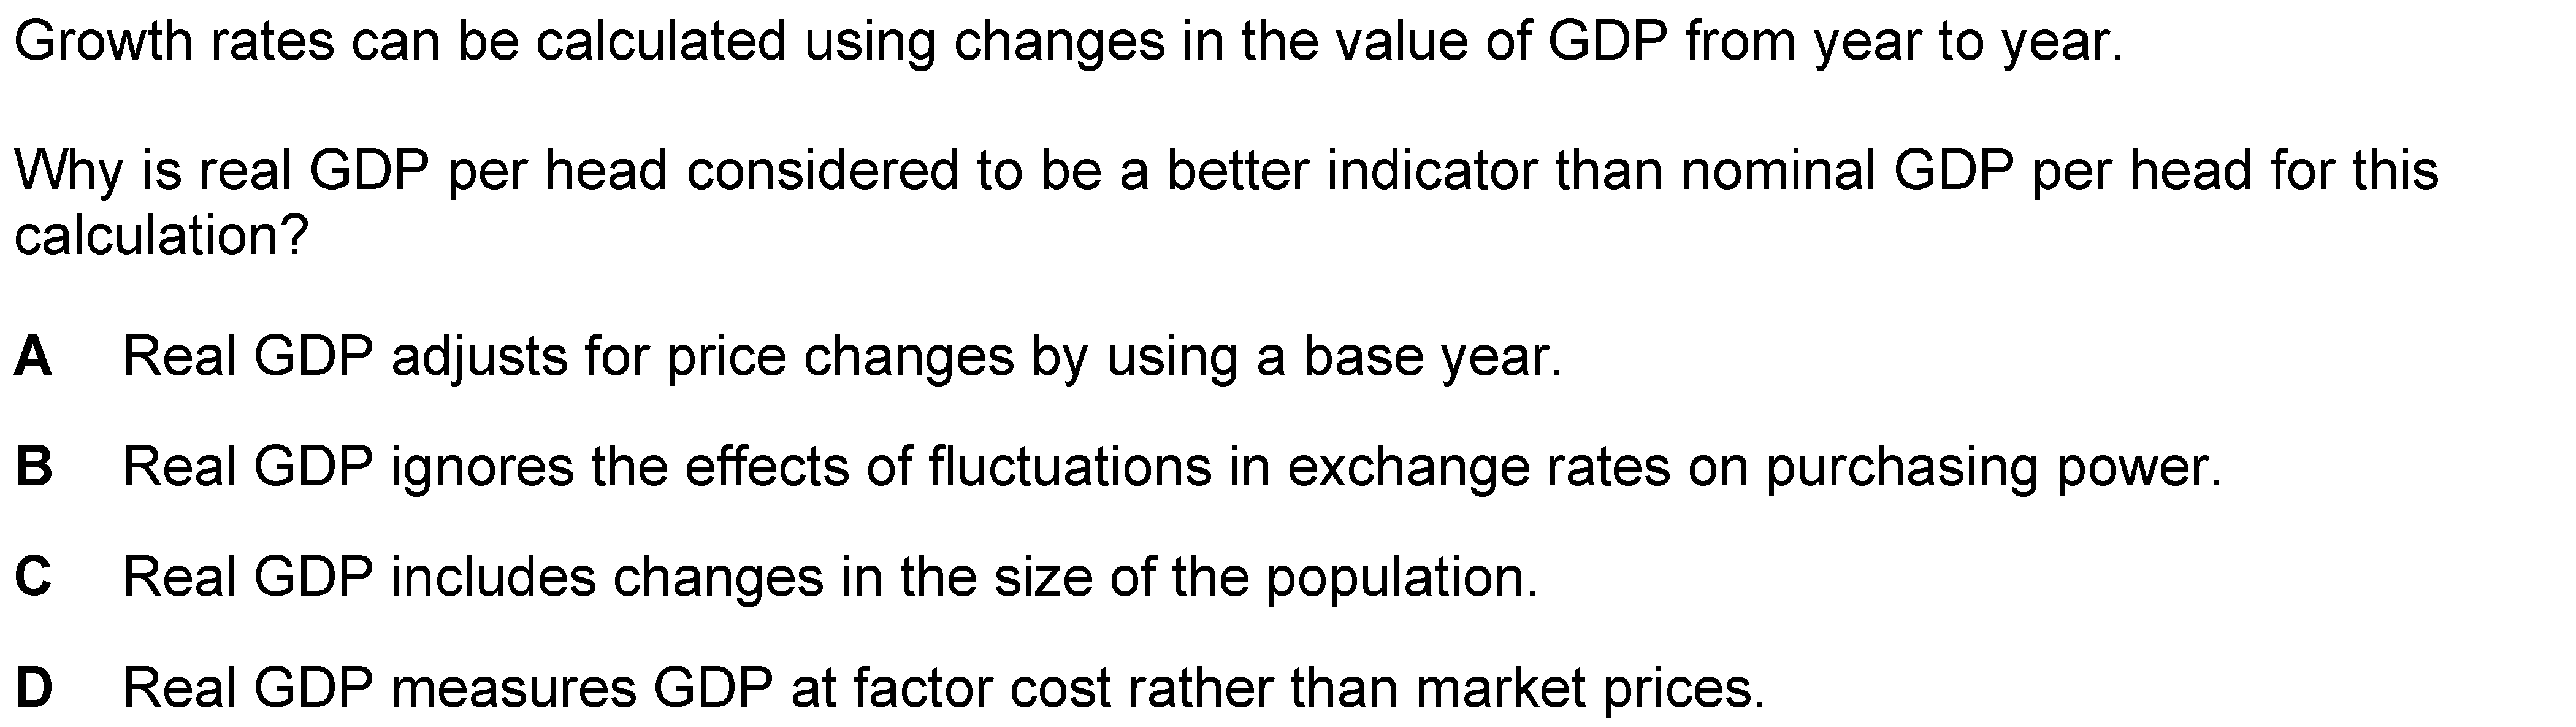 Growth rates can be calculated using changes in the value of GDP from year to year.
Why is real GDP per head considered to be a better indicator than nominal GDP per head for this
calculation?
A Real GDP adjusts for price changes by using a base year.
B Real GDP ignores the effects of fluctuations in exchange rates on purchasing power.
C Real GDP includes changes in the size of the population.
D Real GDP measures GDP at factor cost rather than market prices.